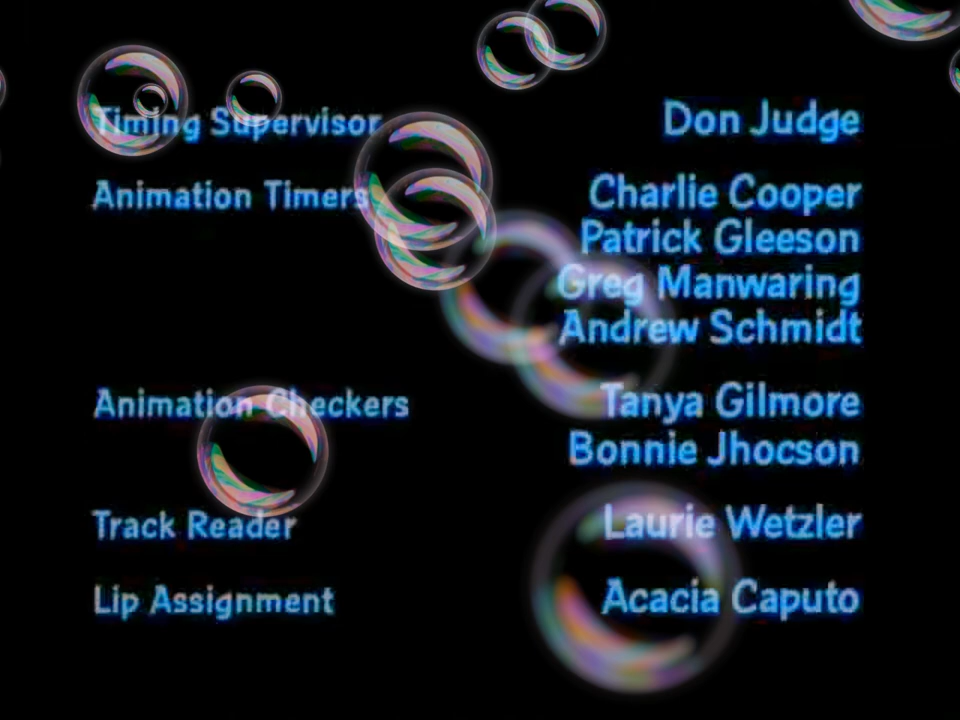 Timing Supervisor Don Judge
Animation Timers Charlie Cooper
Patrick Gleeson
Greg Manwaring
Andrew Schmidt
Animation Checkers Tanya Gilmore
Bonnie Jhocson
Track Reader Laurie Wetzler
Lip Assignment Acacia Caputo